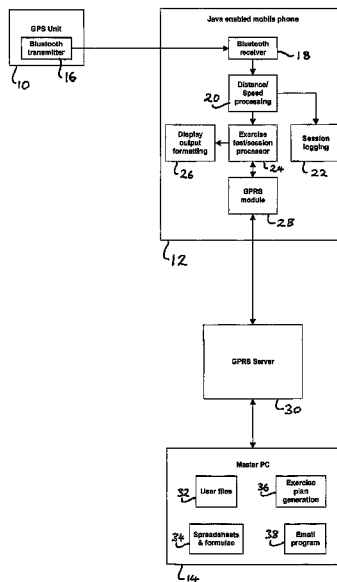 GPS Unit
Bluetooth
transmitter
16
10
Java enabled mobile phone
Bluetooth
receiver
18
Distance/
Speed
processing
20
Display
output
formatting
26
Exercise
test/session
processor
24
Session
logging
22
GPRS
module
28
12
GPRS Server
30
Master PC
32
User files
36
Exercise
plan
generation
34
Spreadsheets
& formulae
38
Email
program
14